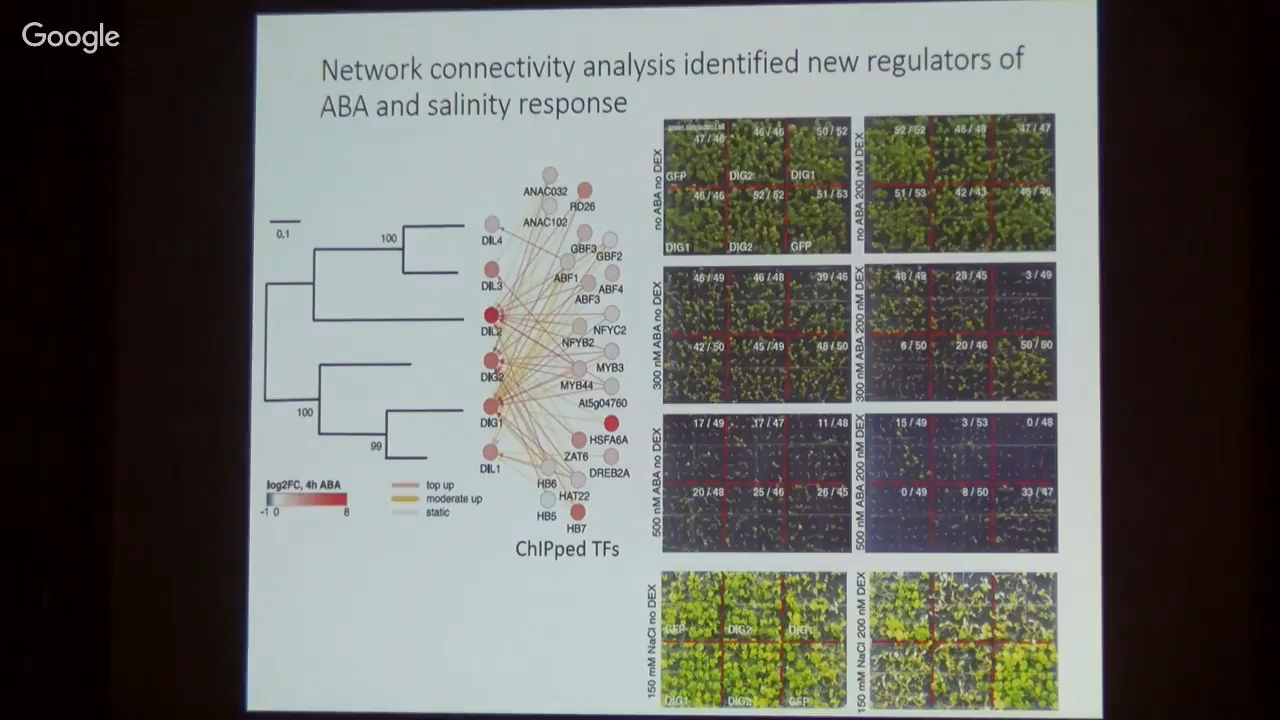 Google
Network connectivity analysis identified new regulators of
ABA and salinity response
0.1
100
100
99
DIL4
DIL3
DIL2
DIG2
DIG1
DIL1
ANAC032
RD26
ANAC102
GBF3
GBF2
ABF1
ABF4
ABF3
NFYC2
NFYB2
MYB3
MYB44
At5g04760
HSFA6A
ZAT6
DREB2A
HB6
HAT22
HB5
HB7
ChIPped TFs
log2FC, 4h ABA
-1 0 8
top up
moderate up
static
no ABA no DEX
47 / 48 46 / 46 50 / 52
GFP DIG2 DIG1
46 / 46 52 / 52 51 / 53
DIG1 DIG2 GFP
no ABA 200 nM DEX
52 / 52 46 / 48 47 / 47
51 / 53 42 / 43 46 / 46
300 nM ABA no DEX
46 / 49 46 / 48 39 / 46
42 / 50 45 / 49 48 / 50
300 nM ABA 200 nM DEX
48 / 49 28 / 45 3 / 49
6 / 50 20 / 46 50 / 50
500 nM ABA no DEX
17 / 49 17 / 47 11 / 48
20 / 48 25 / 46 26 / 45
500 nM ABA 200 nM DEX
15 / 49 3 / 53 0 / 48
0 / 49 8 / 50 33 / 47
150 mM NaCl no DEX
GFP DIG2 DIG1
DIG1 DIG2 GFP
150 mM NaCl 200 nM DEX